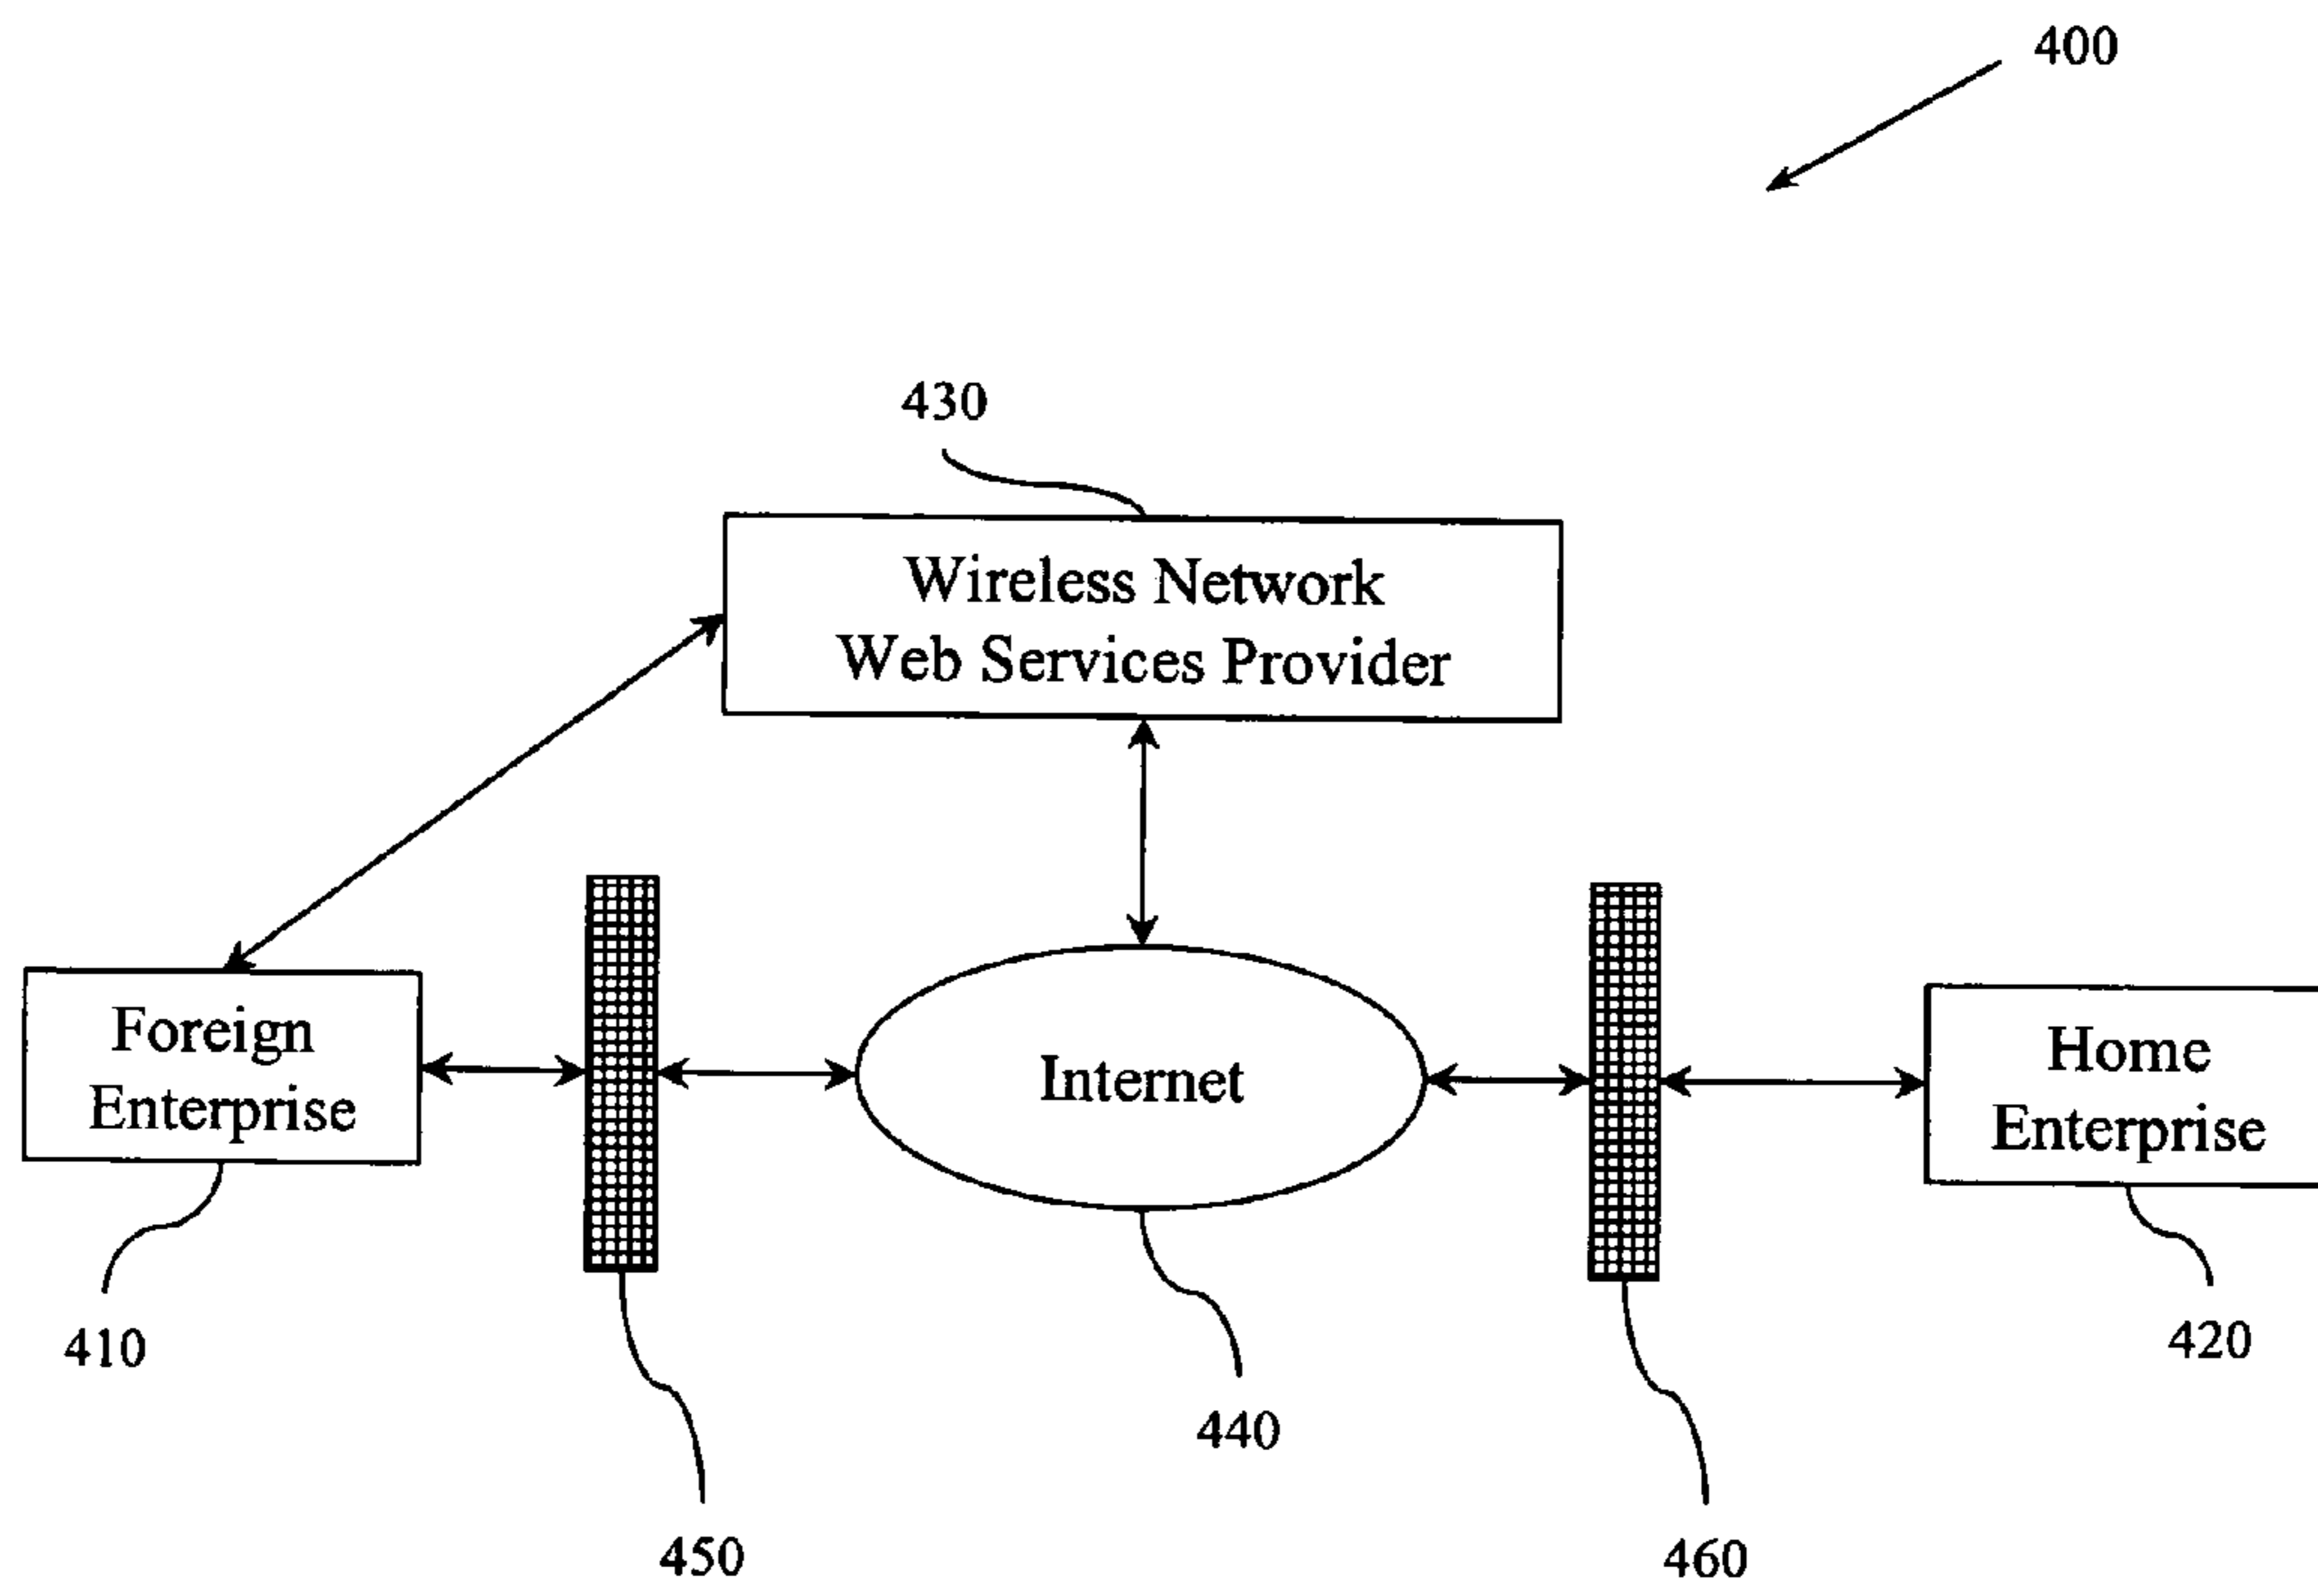 400
430
Wireless Network
Web Services Provider
Foreign
Enterprise
Internet
Home
Enterprise
410
420
440
450
460